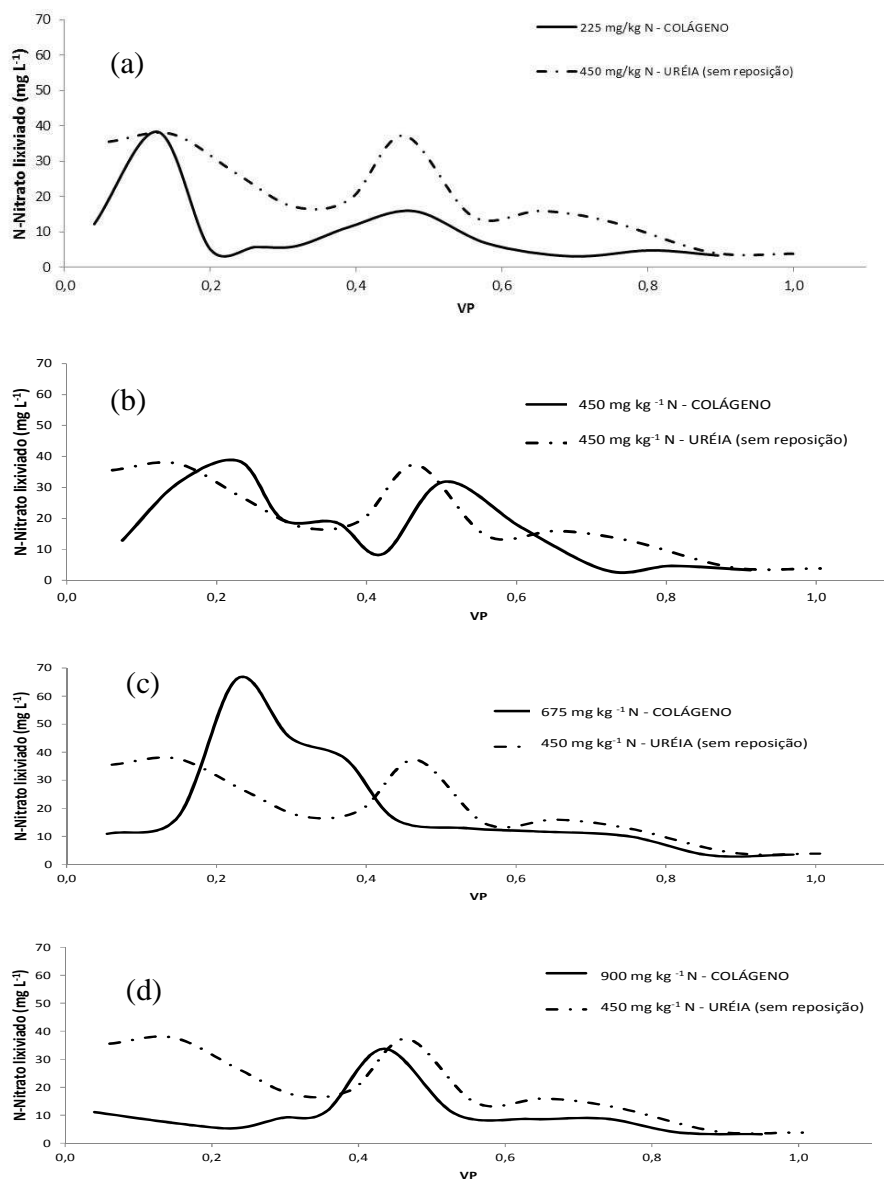 (a)
225 mg/kg N - COLÁGENO
450 mg/kg N - URÉIA (sem reposição)
N-Nitrato lixiviado (mg L-1)
70
60
50
40
30
20
10
0
0,0 0,2 0,4 0,6 0,8 1,0
VP
(b)
450 mg kg -1 N - COLÁGENO
450 mg kg-1 N - URÉIA (sem reposição)
N-Nitrato lixiviado (mg L-1)
70
60
50
40
30
20
10
0
0,0 0,2 0,4 0,6 0,8 1,0
VP
(c)
675 mg kg -1 N - COLÁGENO
450 mg kg-1 N - URÉIA (sem reposição)
N-Nitrato lixiviado (mg L-1)
70
60
50
40
30
20
10
0
0,0 0,2 0,4 0,6 0,8 1,0
VP
(d)
900 mg kg -1 N - COLÁGENO
450 mg kg-1 N - URÉIA (sem reposição)
N-Nitrato lixiviado (mg L-1)
70
60
50
40
30
20
10
0
0,0 0,2 0,4 0,6 0,8 1,0
VP